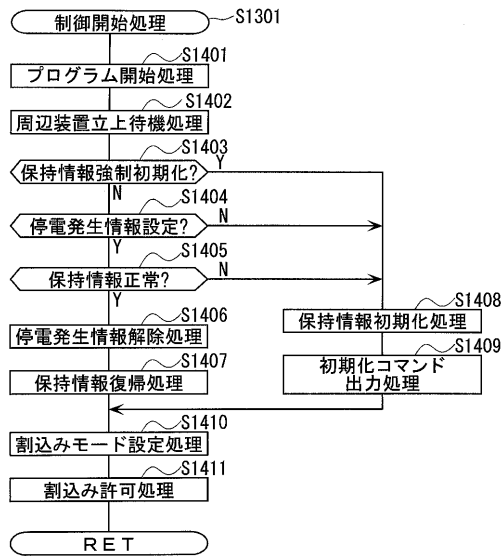 制御開始処理
S1301
S1401
プログラム開始処理
S1402
周辺装置立上待機処理
S1403
保持情報強制初期化?
Y
N
S1404
停電発生情報設定?
N
Y
S1405
保持情報正常?
N
Y
S1406
停電発生情報解除処理
S1407
保持情報復帰処理
S1408
保持情報初期化処理
S1409
初期化コマンド
出力処理
S1410
割込みモード設定処理
S1411
割込み許可処理
RET